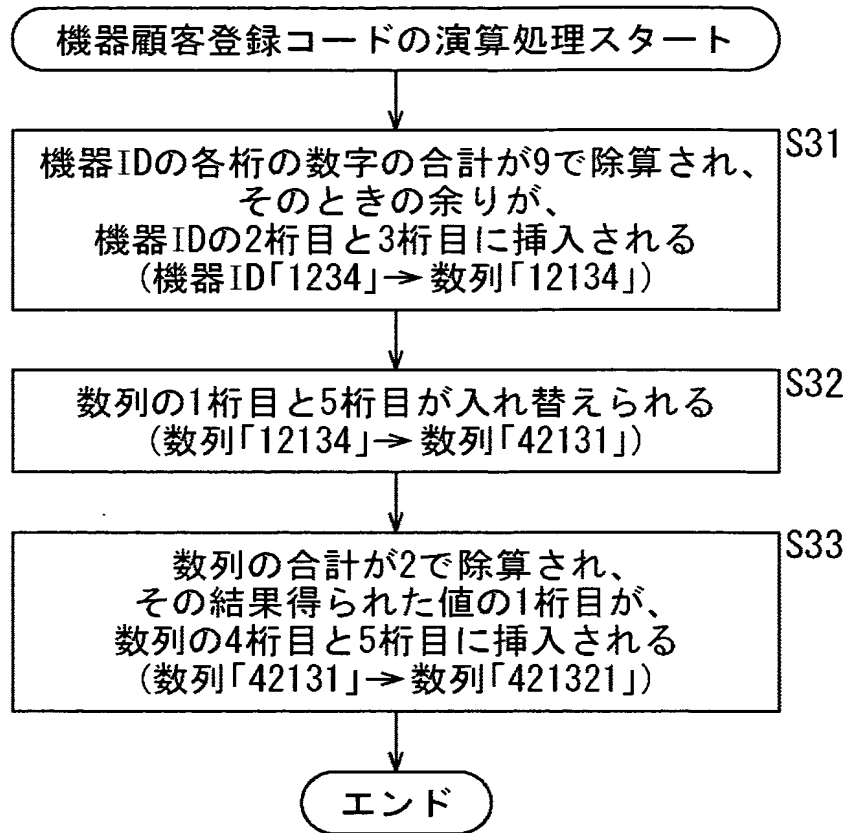 機器顧客登録コードの演算処理スタート
S31
機器IDの各桁の数字の合計が9で除算され、
そのときの余りが、
機器IDの2桁目と3桁目に挿入される
(機器ID｢1234｣→数列｢12134｣)
S32
数列の1桁目と5桁目が入れ替えられる
(数列｢12134｣→数列｢42131｣)
S33
数列の合計が2で除算され、
その結果得られた値の1桁目が、
数列の4桁目と5桁目に挿入される
(数列｢42131｣→数列｢421321｣)
エンド